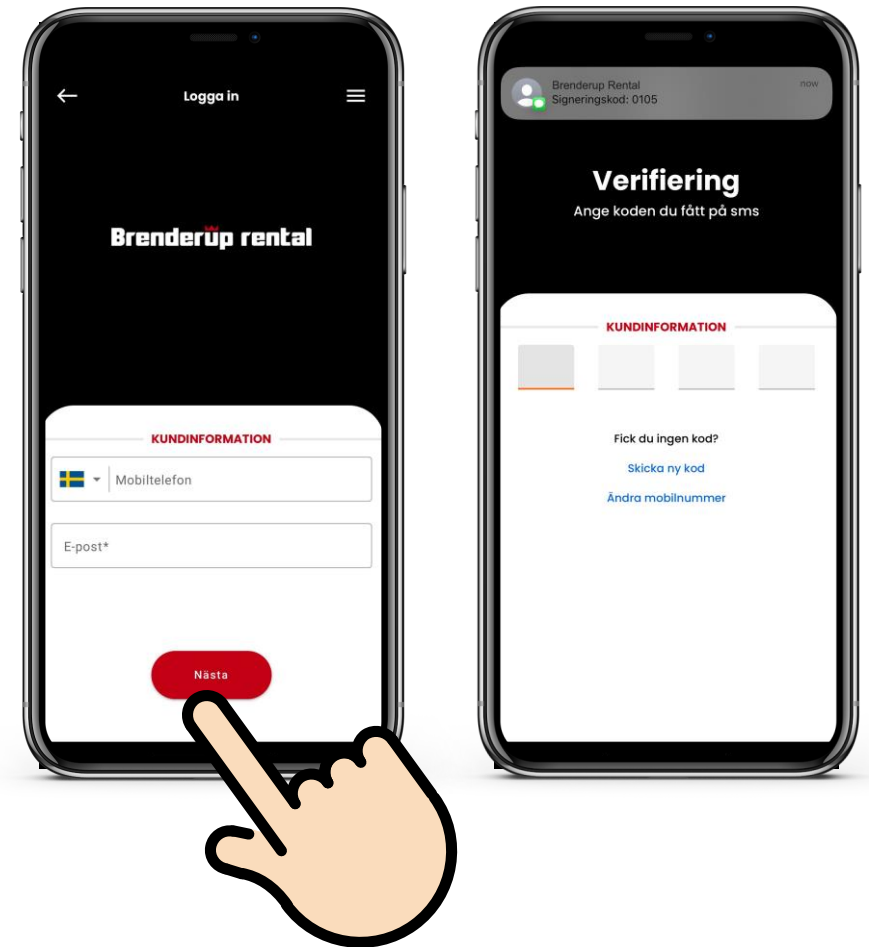 Logga in
Brenderup rental
KUNDINFORMATION
Mobiltelefon
E-post*
Nästa
Brenderup Rental
now
Signeringskod: 0105
Verifiering
Ange koden du fått på sms
KUNDINFORMATION
Fick du ingen kod?
Skicka ny kod
Ändra mobilnummer